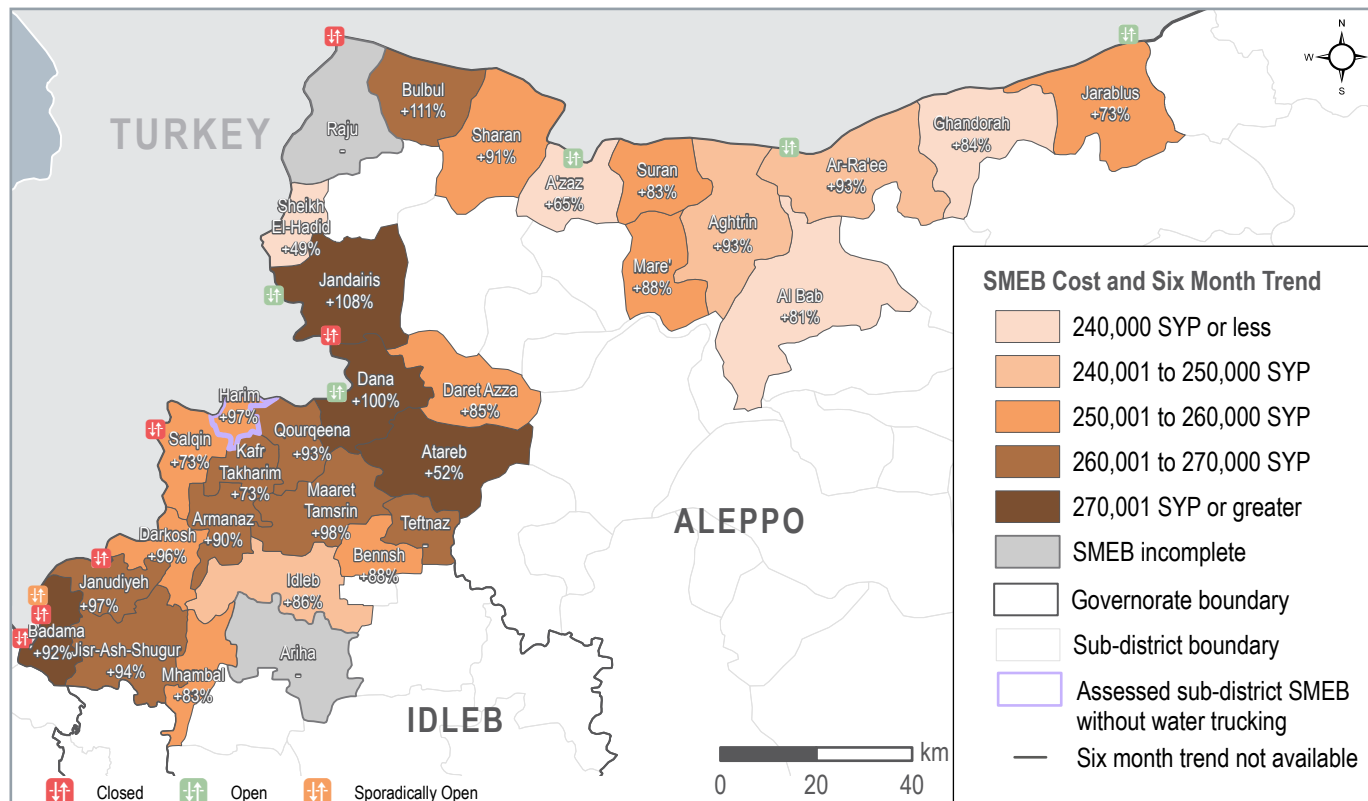 TURKEY
N
W
E
S
Raju
-
Bulbul
+111%
Sharan
+91%
A'zaz
+65%
Suran
+83%
Mare'
+88%
Aghtrin
+93%
Ar-Ra'ee
+93%
Ghandorah
+84%
Jarablus
+73%
Al Bab
+81%
Sheikh
El-Hadid
+49%
Jandairis
+108%
Dana
+100%
Daret Azza
+85%
Atareb
+52%
Harim
+97%
Salqin
+73%
Qourqeena
+93%
Kafr
Takharim
+73%
Maaret
Tamsrin
+98%
Armanaz
+90%
Teftnaz
-
Darkosh
+96%
Bennsh
+88%
Janudiyeh
+97%
Idleb
+86%
Badama
+92%
Jisr-Ash-Shugur
+94%
Mhambal
+83%
Ariha
-
ALEPPO
IDLEB
SMEB Cost and Six Month Trend
240,000 SYP or less
240,001 to 250,000 SYP
250,001 to 260,000 SYP
260,001 to 270,000 SYP
270,001 SYP or greater
SMEB incomplete
Governorate boundary
Sub-district boundary
Assessed sub-district SMEB
without water trucking
Six month trend not available
km
0 20 40
Closed Open Sporadically Open